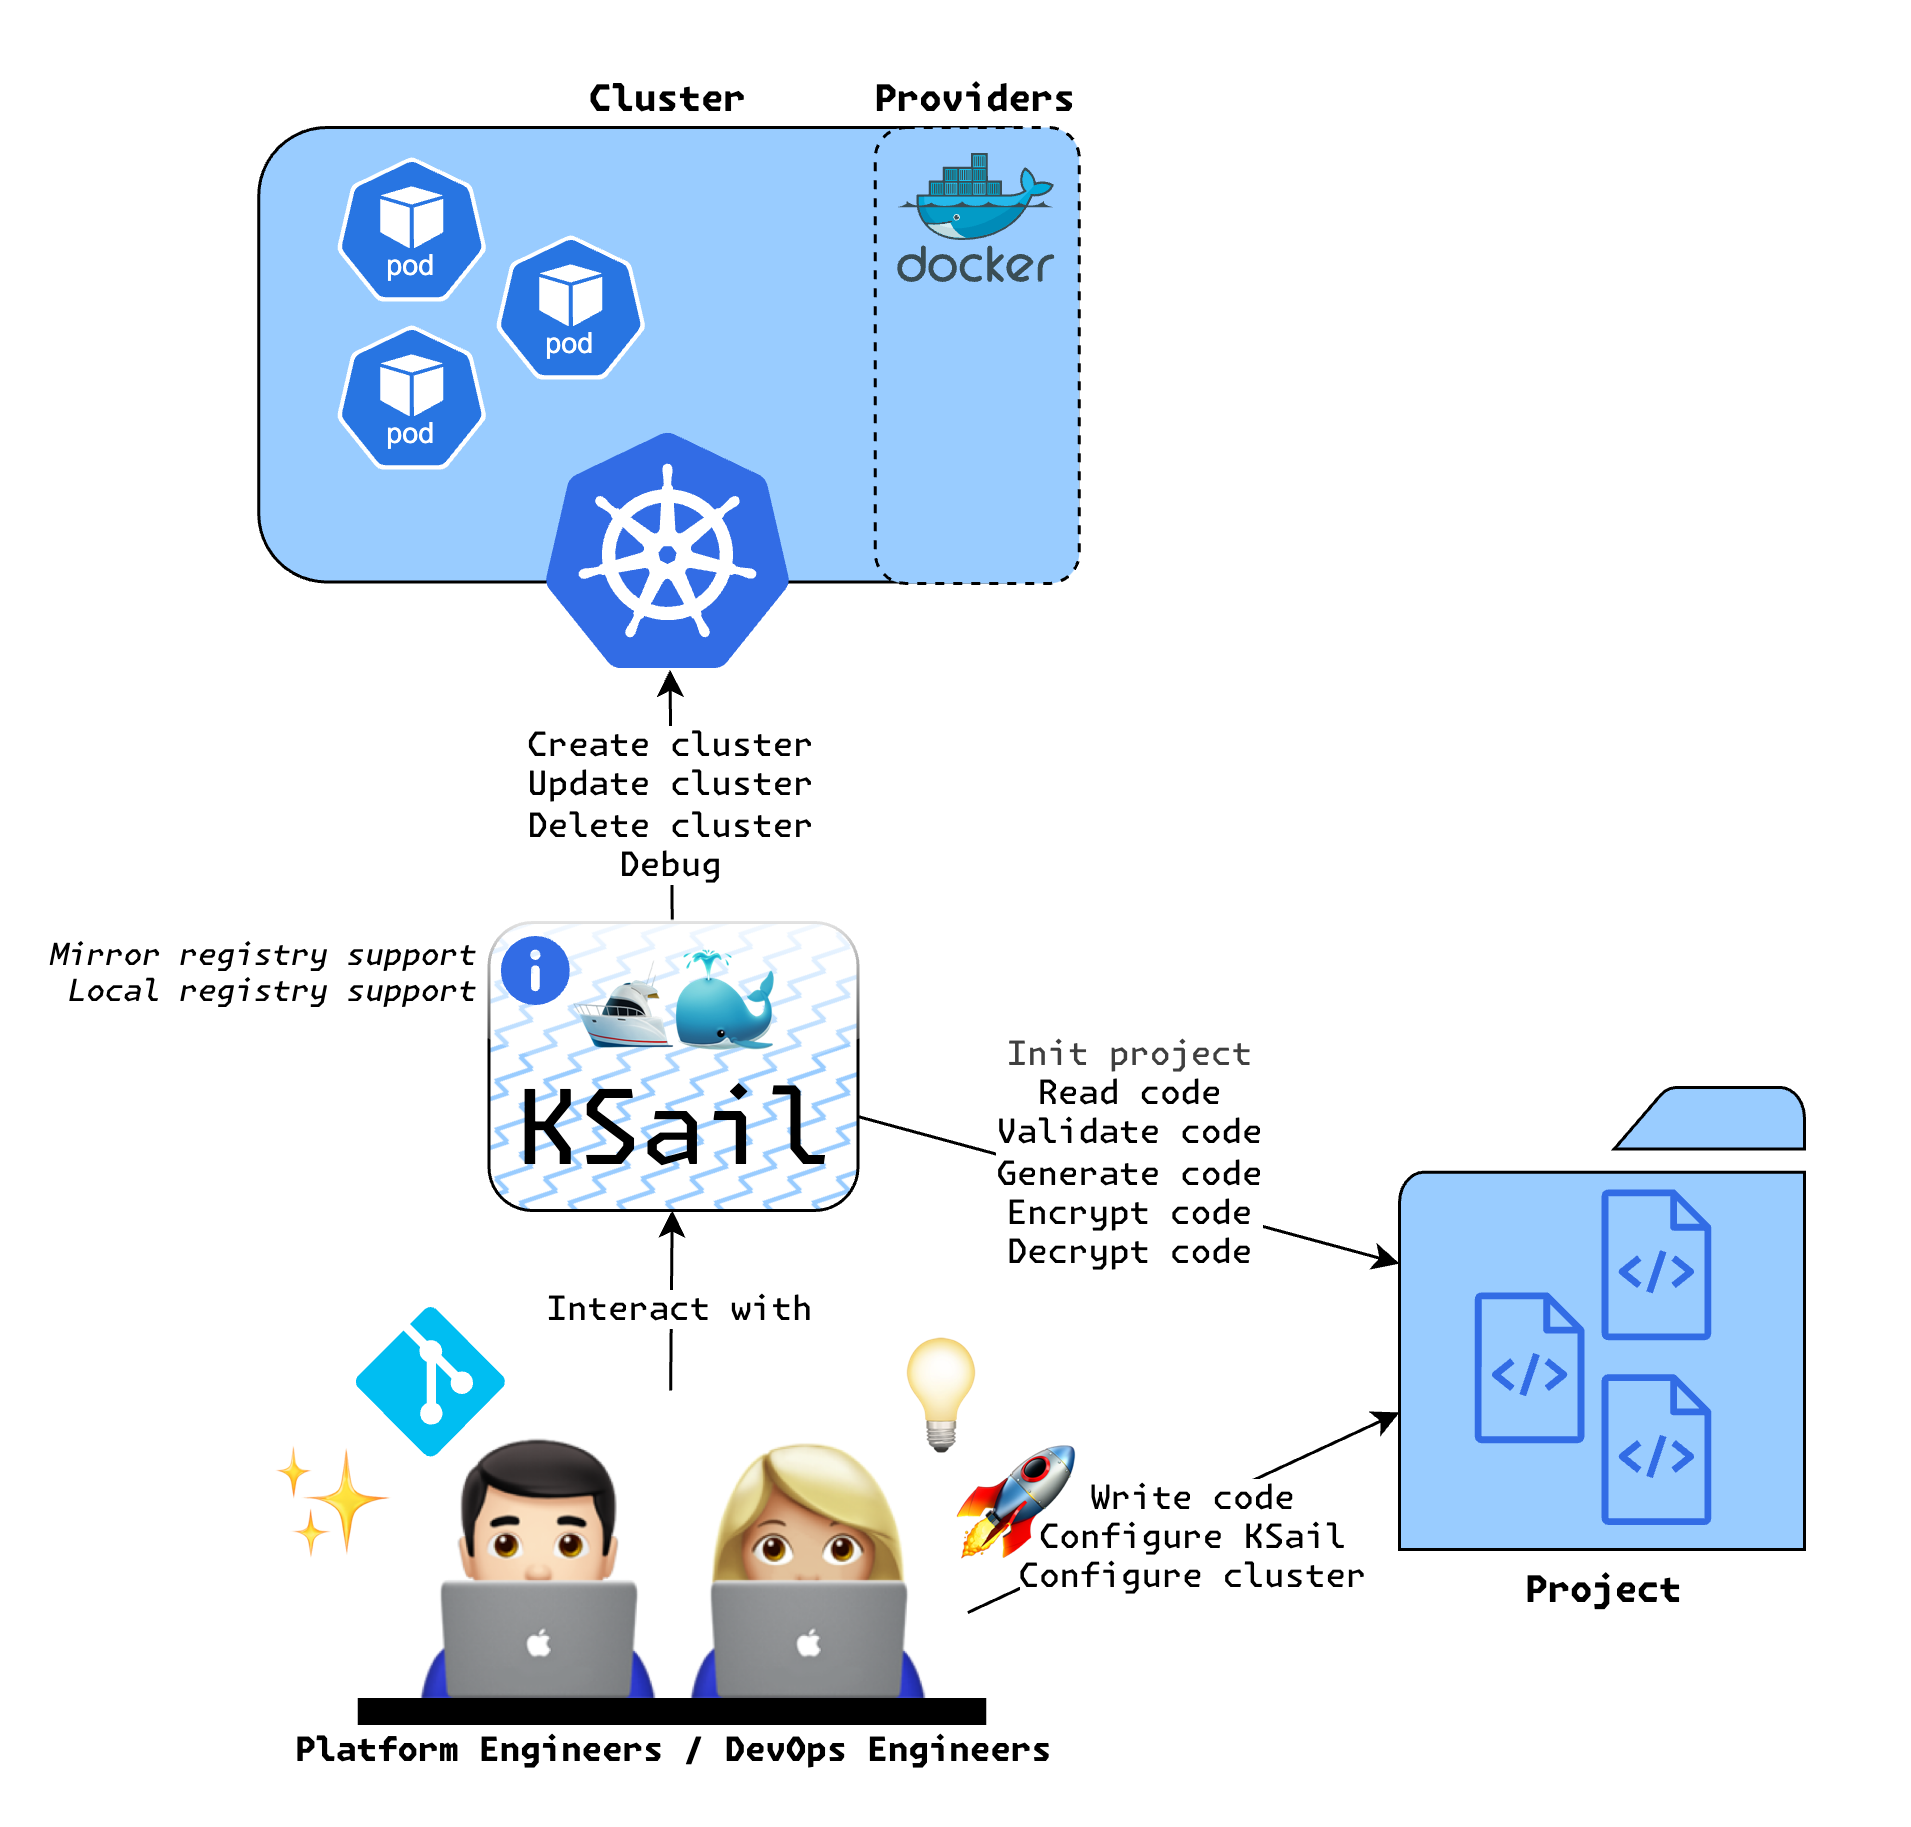 Cluster
Providers
pod
docker
pod
pod
Create cluster
Update cluster
Delete cluster
Debug
Mirror registry support
Local registry support
i
KSail
Init project
Read code
Validate code
Generate code
Encrypt code
Decrypt code
Interact with
</>
</>
</>
Write code
Configure KSail
Configure cluster
Project
Platform Engineers / DevOps Engineers